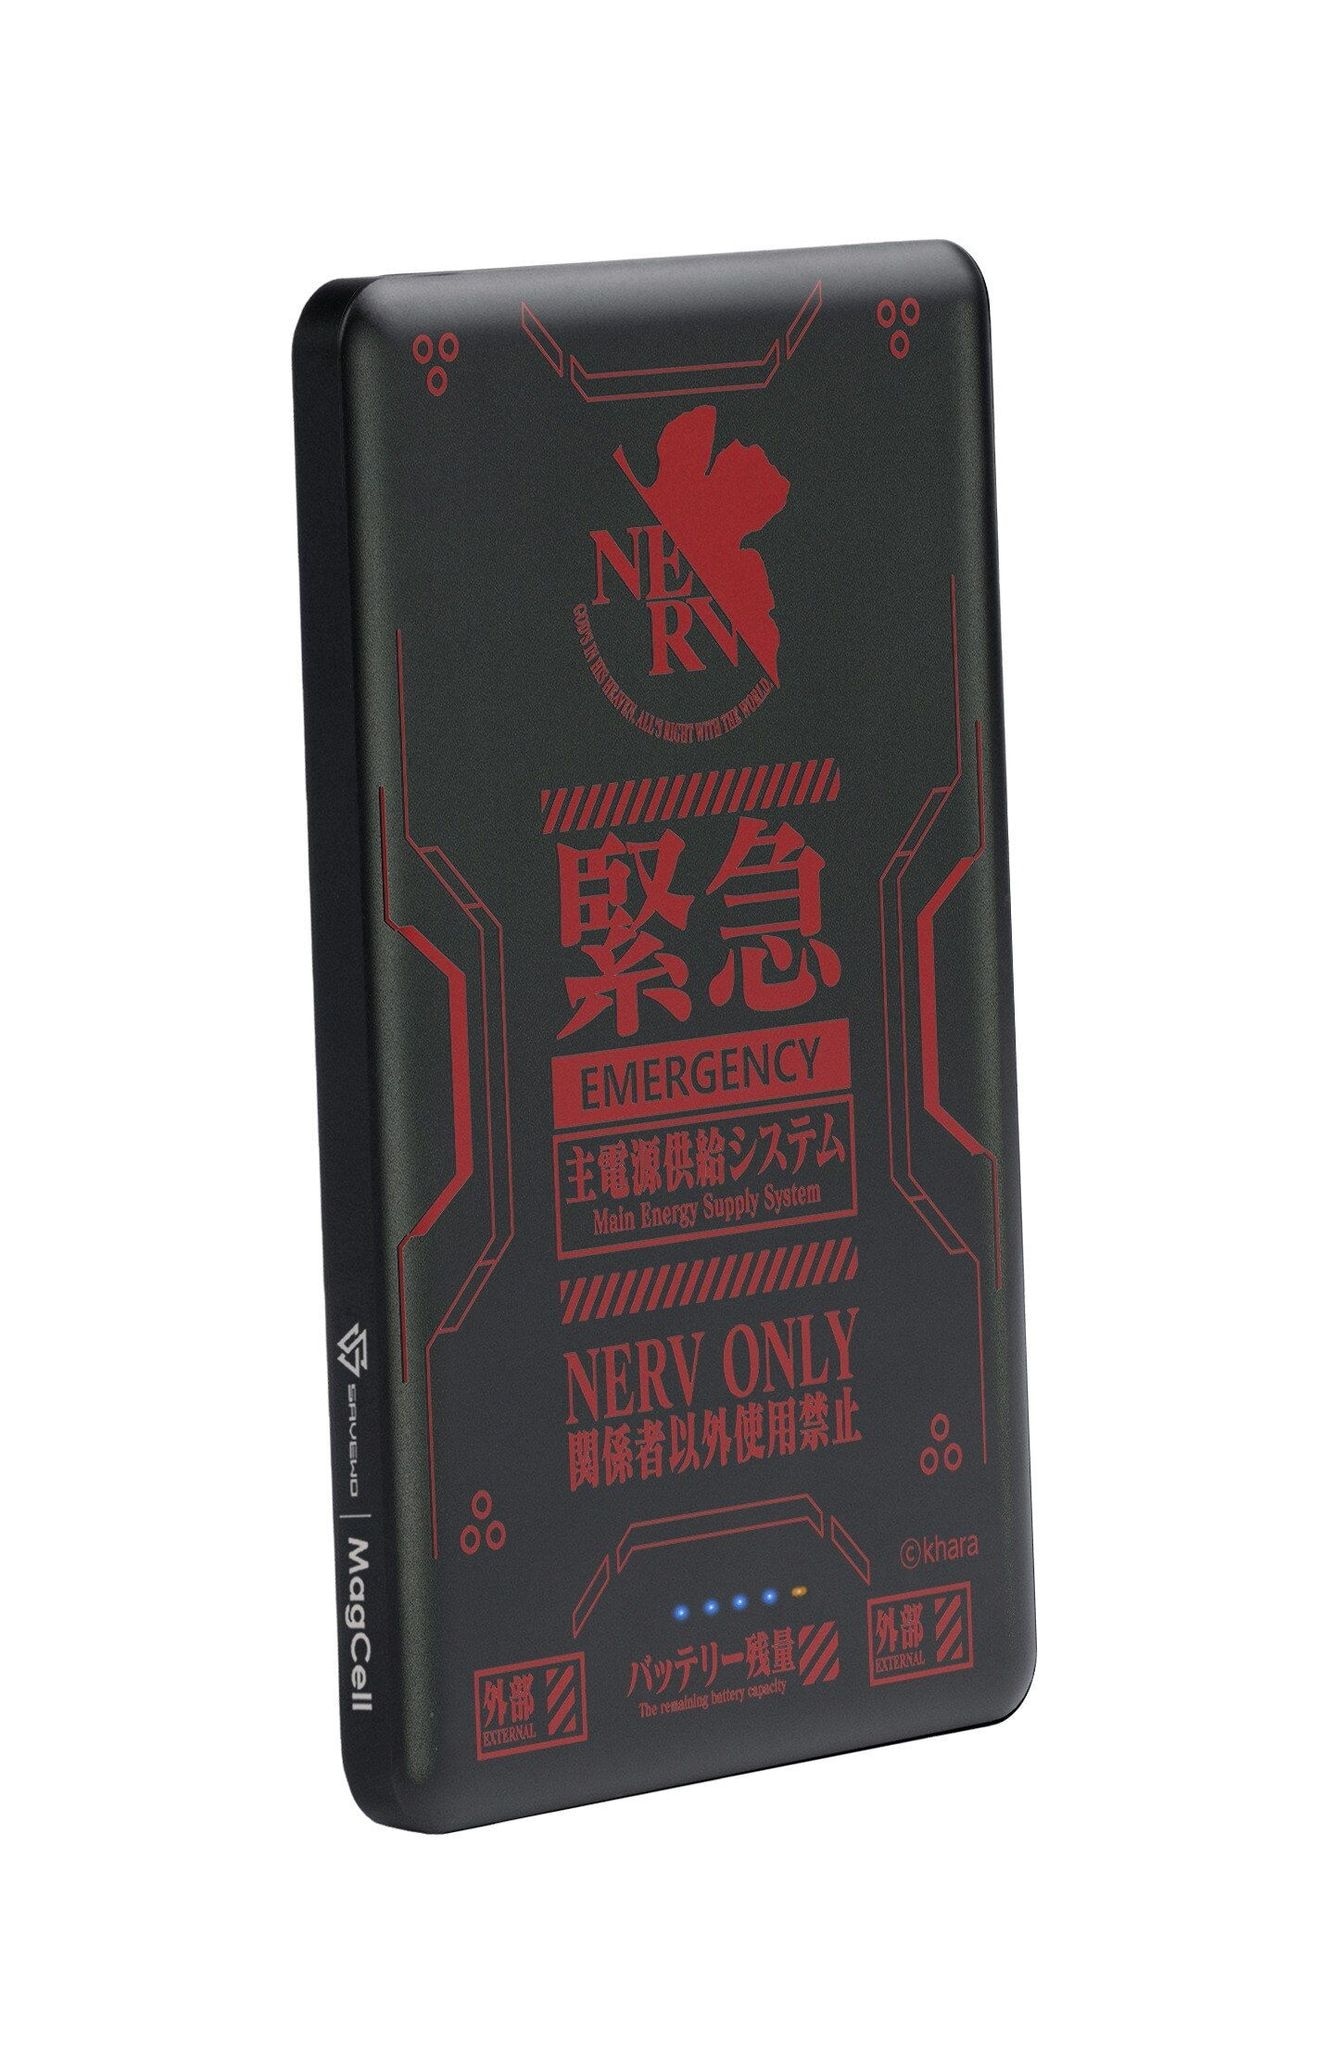 NE
RV
GOD'S IN HIS HEAVEN. ALL'S RIGHT WITH THE WORLD.
緊急
EMERGENCY
主電源供給システム
Main Energy Supply System
NERV ONLY
関係者以外使用禁止
©khara
バッテリー残量
The remaining battery capacity
外部
EXTERNAL
外部
EXTERNAL
SAVEWO | MagCell